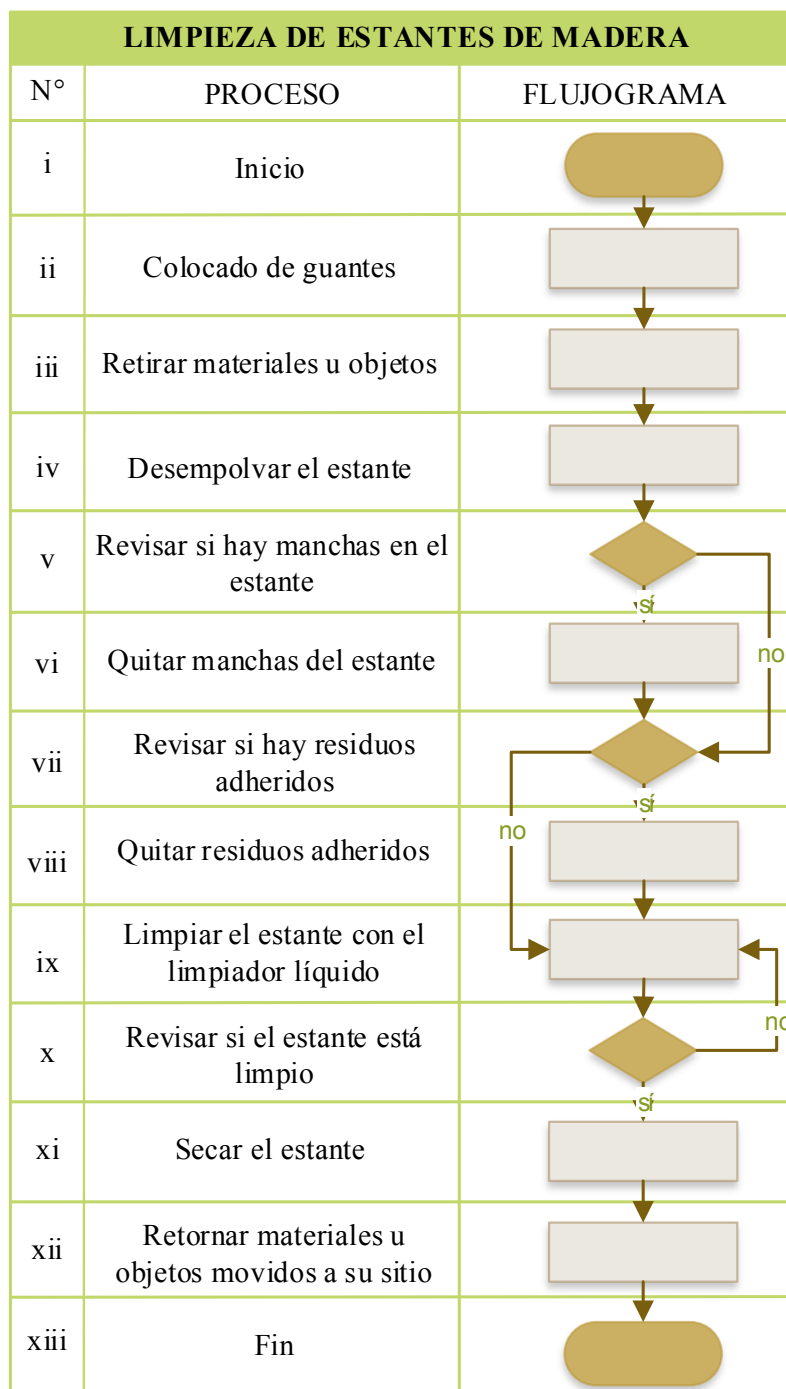 LIMPIEZA DE ESTANTES DE MADERA
N° PROCESO FLUJOGRAMA
i Inicio
ii Colocado de guantes
iii Retirar materiales u objetos
iv Desempolvar el estante
v Revisar si hay manchas en el
estante
sí
vi Quitar manchas del estante
no
vii Revisar si hay residuos
adheridos
sí
no
viii Quitar residuos adheridos
ix Limpiar el estante con el
limpiador líquido
x Revisar si el estante está
limpio
no
sí
xi Secar el estante
xii Retornar materiales u
objetos movidos a su sitio
xiii Fin